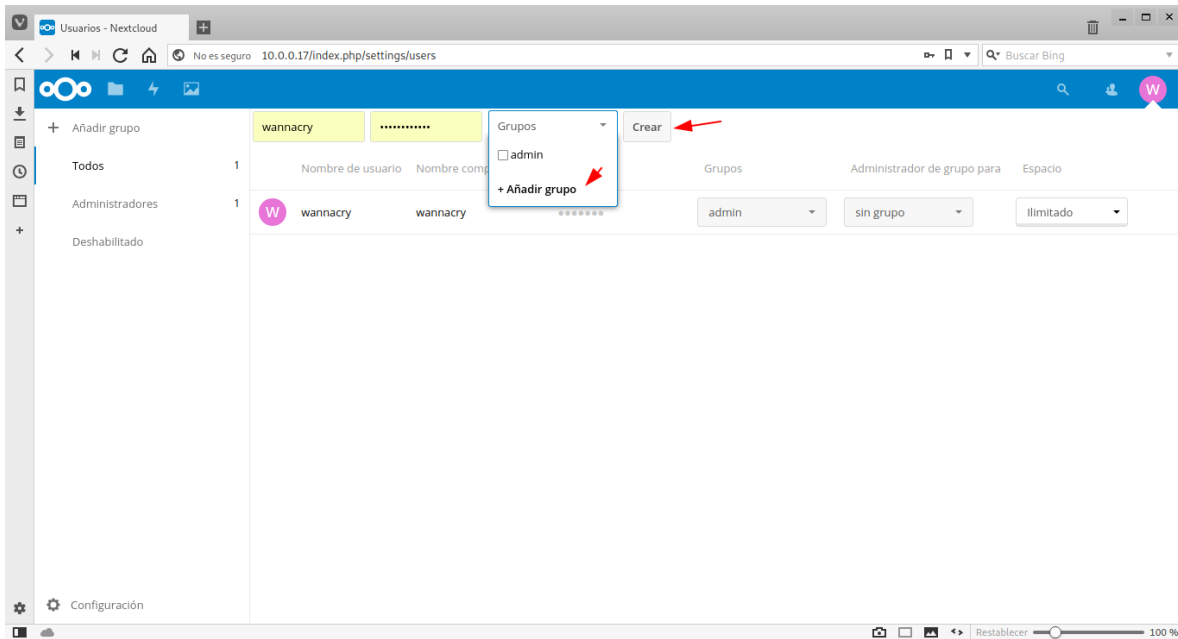 Usuarios - Nextcloud
No es seguro 10.0.0.17/index.php/settings/users Buscar Bing
W
+ Añadir grupo
wannacry •••••••••••• Grupos Crear
admin
+ Añadir grupo
Todos 1
Nombre de usuario Nombre comp Grupos Administrador de grupo para Espacio
Administradores 1
W wannacry wannacry ●●●●●●● admin sin grupo Ilimitado
Deshabilitado
Configuración
Restablecer 100 %